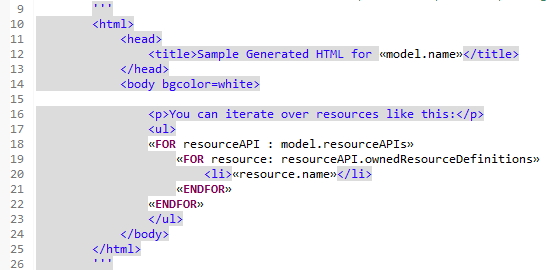 9 '''
10 <html>
11 <head>
12 <title>Sample Generated HTML for «model.name»</title>
13 </head>
14 <body bgcolor=white>
15
16 <p>You can iterate over resources like this:</p>
17 <ul>
18 «FOR resourceAPI : model.resourceAPIs»
19 «FOR resource: resourceAPI.ownedResourceDefinitions»
20 <li>«resource.name»</li>
21 «ENDFOR»
22 «ENDFOR»
23 </ul>
24 </body>
25 </html>
26 '''